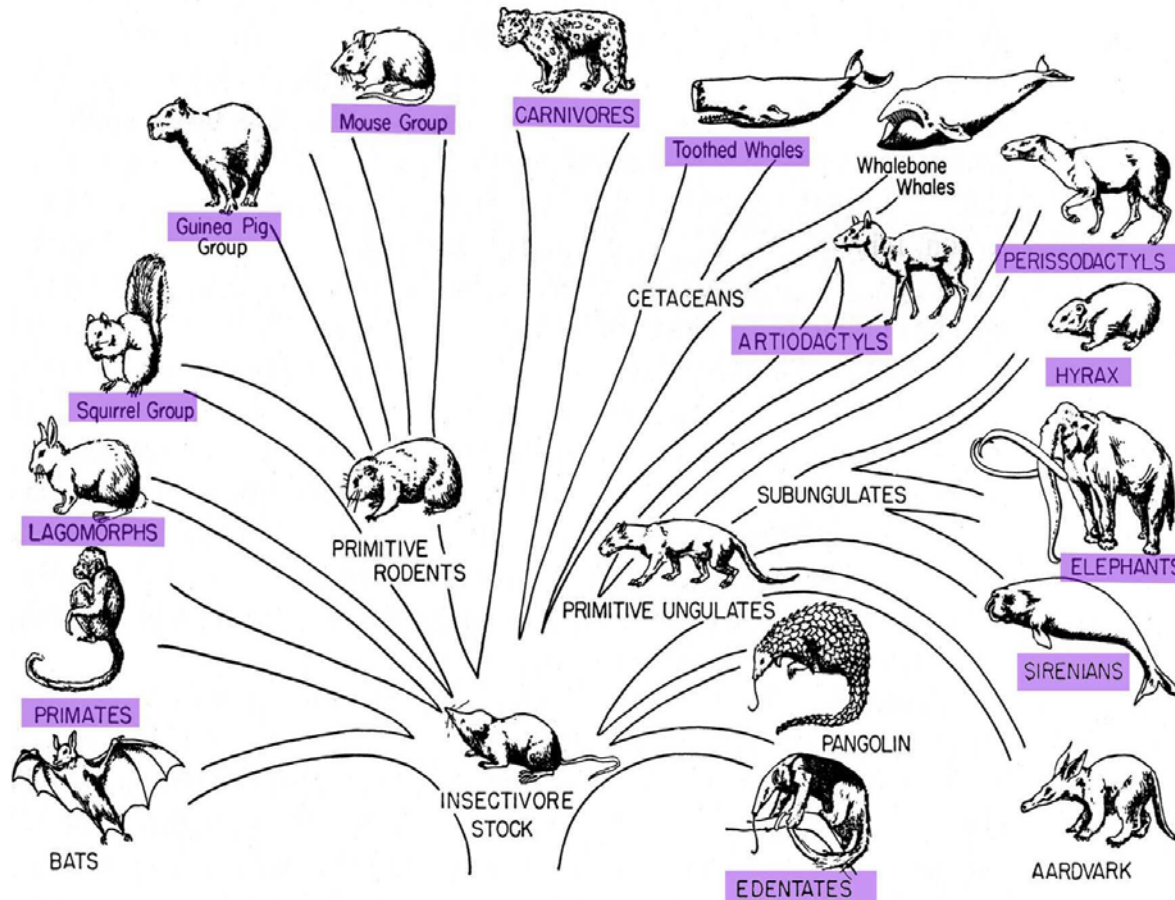 Mouse Group
CARNIVORES
Toothed Whales
Whalebone
Whales
Guinea Pig
Group
PERISSODACTYLS
CETACEANS
ARTIODACTYLS
HYRAX
Squirrel Group
SUBUNGULATES
LAGOMORPHS
PRIMITIVE
RODENTS
ELEPHANTS
PRIMITIVE UNGULATES
SIRENIANS
PRIMATES
PANGOLIN
INSECTIVORE
STOCK
BATS
EDENTATES
AARDVARK